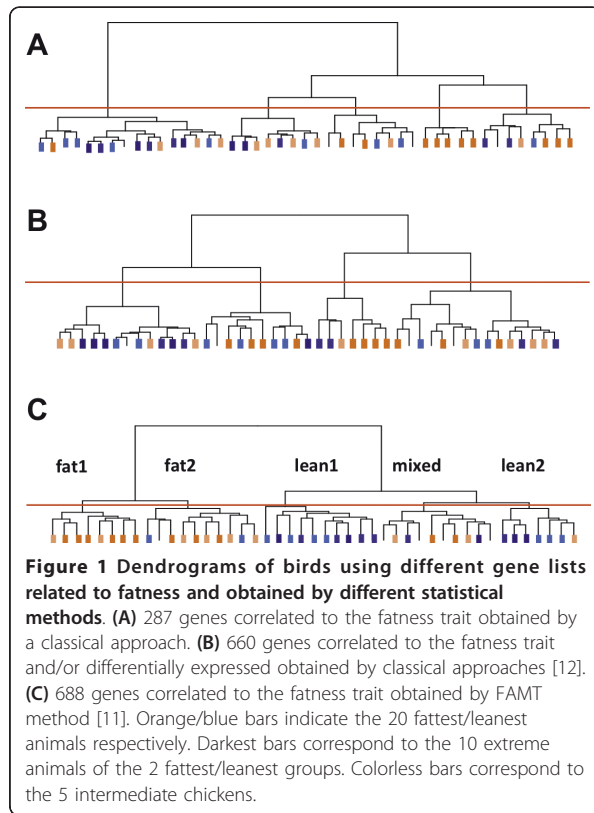 A
B
C
fat1 fat2 lean1 mixed lean2
Figure 1 Dendrograms of birds using different gene lists
related to fatness and obtained by different statistical
methods. (A) 287 genes correlated to the fatness trait obtained by
a classical approach. (B) 660 genes correlated to the fatness trait
and/or differentially expressed obtained by classical approaches [12].
(C) 688 genes correlated to the fatness trait obtained by FAMT
method [11]. Orange/blue bars indicate the 20 fattest/leanest
animals respectively. Darkest bars correspond to the 10 extreme
animals of the 2 fattest/leanest groups. Colorless bars correspond to
the 5 intermediate chickens.